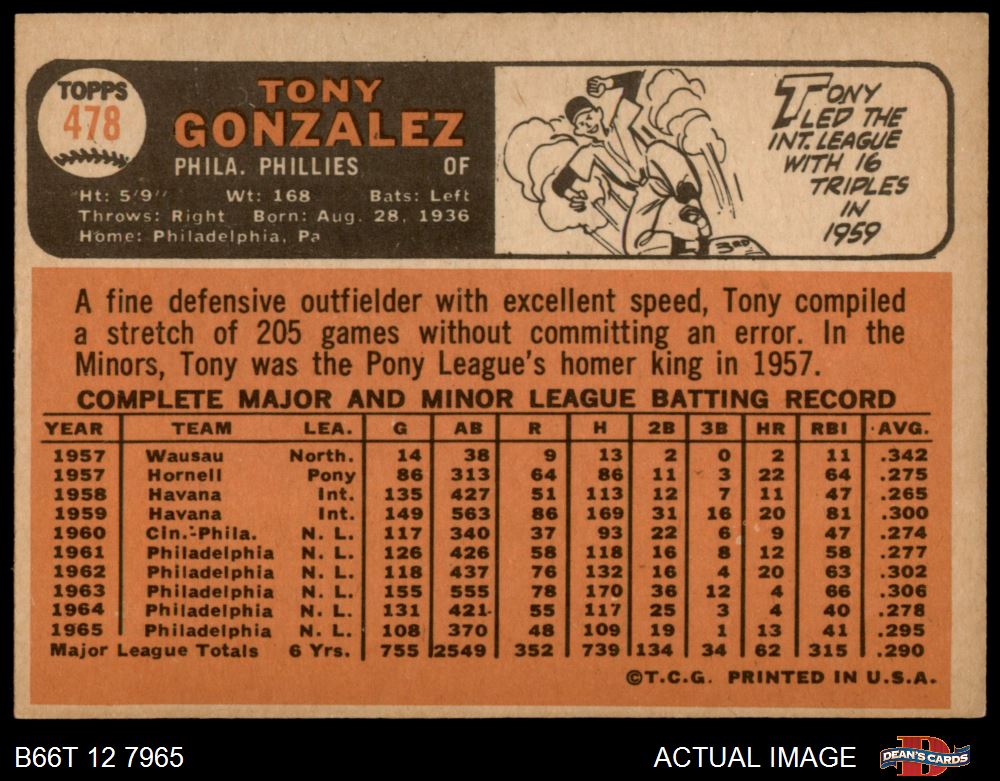 TOPPS
478
TONY
GONZALEZ
PHILA. PHILLIES OF
Ht: 5'9" Wt: 168 Bats: Left
Throws: Right Born: Aug. 28, 1936
Home: Philadelphia, Pa
TONY
LED THE
INT. LEAGUE
WITH 16
TRIPLES
IN
1959
3RD
A fine defensive outfielder with excellent speed, Tony compiled
a stretch of 205 games without committing an error. In the
Minors, Tony was the Pony League's homer king in 1957.
COMPLETE MAJOR AND MINOR LEAGUE BATTING RECORD
YEAR TEAM LEA. G AB R H 2B 3B HR RBI AVG.
1957 Wausau North. 14 38 9 13 2 0 2 11 .342
1957 Hornell Pony 86 313 64 86 11 3 22 64 .275
1958 Havana Int. 135 427 51 113 12 7 11 47 .265
1959 Havana Int. 149 563 86 169 31 16 20 81 .300
1960 Cin.-Phila. N. L. 117 340 37 93 22 6 9 47 .274
1961 Philadelphia N. L. 126 426 58 118 16 8 12 58 .277
1962 Philadelphia N. L. 118 437 76 132 16 4 20 63 .302
1963 Philadelphia N. L. 155 555 78 170 36 12 4 66 .306
1964 Philadelphia N. L. 131 421 55 117 25 3 4 40 .278
1965 Philadelphia N. L. 108 370 48 109 19 1 13 41 .295
Major League Totals 6 Yrs. 755 2549 352 739 134 34 62 315 .290
©T.C.G. PRINTED IN U.S.A.
B66T 12 7965 ACTUAL IMAGE DEAN'S CARDS